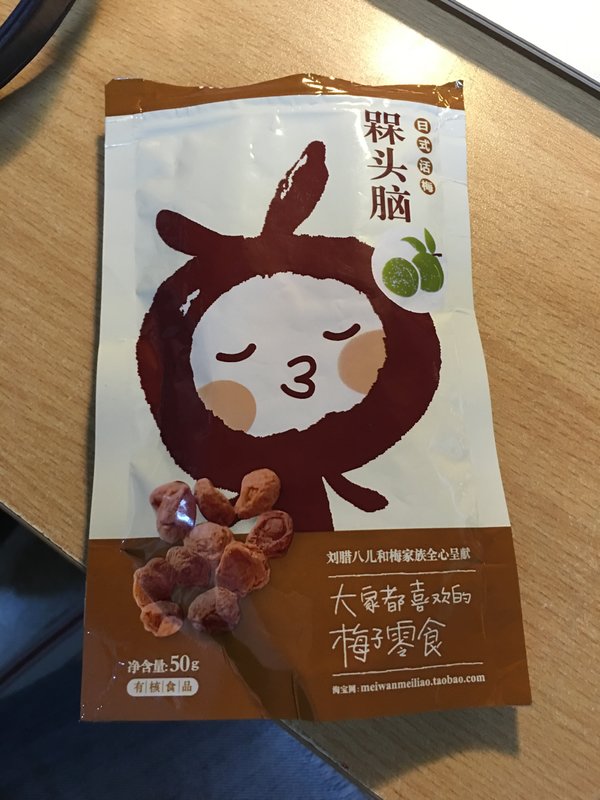 槑头脑
日式话梅
刘腊八儿和梅家族全心呈献
大家都喜欢的
梅子零食
净含量:50g
有核食品
淘宝网:meiwanmeiliao.taobao.com